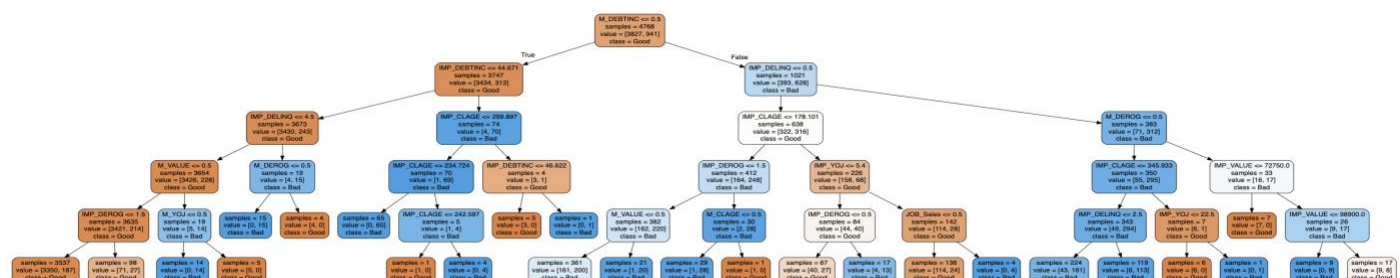 M_DEBTINC <= 0.5
samples = 4768
value = [3827, 941]
class = Good
True
False
IMP_DEBTINC <= 44.671
samples = 3747
value = [3434, 313]
class = Good
IMP_DELINQ <= 0.5
samples = 1021
value = [393, 628]
class = Bad
IMP_DELINQ <= 4.5
samples = 3673
value = [3430, 243]
class = Good
IMP_CLAGE <= 299.897
samples = 74
value = [4, 70]
class = Bad
IMP_CLAGE <= 178.101
samples = 638
value = [322, 316]
class = Good
M_DEROG <= 0.5
samples = 383
value = [71, 312]
class = Bad
M_VALUE <= 0.5
samples = 3654
value = [3426, 228]
class = Good
M_DEROG <= 0.5
samples = 19
value = [4, 15]
class = Bad
IMP_CLAGE <= 234.724
samples = 70
value = [1, 69]
class = Bad
IMP_DEBTINC <= 46.622
samples = 4
value = [3, 1]
class = Good
IMP_DEROG <= 1.5
samples = 412
value = [164, 248]
class = Bad
IMP_YOJ <= 5.4
samples = 226
value = [158, 68]
class = Good
IMP_CLAGE <= 345.933
samples = 350
value = [55, 295]
class = Bad
IMP_VALUE <= 72750.0
samples = 33
value = [16, 17]
class = Bad
IMP_DEROG <= 1.5
samples = 3635
value = [3421, 214]
class = Good
M_YOJ <= 0.5
samples = 19
value = [5, 14]
class = Bad
samples = 15
value = [0, 15]
class = Bad
samples = 4
value = [4, 0]
class = Good
samples = 65
value = [0, 65]
class = Bad
IMP_CLAGE <= 242.597
samples = 5
value = [1, 4]
class = Bad
samples = 3
value = [3, 0]
class = Good
samples = 1
value = [0, 1]
class = Bad
M_VALUE <= 0.5
samples = 382
value = [162, 220]
class = Bad
M_CLAGE <= 0.5
samples = 30
value = [2, 28]
class = Bad
IMP_DEROG <= 0.5
samples = 84
value = [44, 40]
class = Good
JOB_Sales <= 0.5
samples = 142
value = [114, 28]
class = Good
IMP_DELINQ <= 2.5
samples = 343
value = [49, 294]
class = Bad
IMP_YOJ <= 22.5
samples = 7
value = [6, 1]
class = Good
samples = 7
value = [7, 0]
class = Good
IMP_VALUE <= 98900.0
samples = 26
value = [9, 17]
class = Bad
samples = 3537
value = [3350, 187]
samples = 98
value = [71, 27]
samples = 14
value = [0, 14]
samples = 5
value = [5, 0]
samples = 1
value = [1, 0]
samples = 4
value = [0, 4]
samples = 361
value = [161, 200]
samples = 21
value = [1, 20]
samples = 29
value = [1, 28]
samples = 1
value = [1, 0]
samples = 67
value = [40, 27]
samples = 17
value = [4, 13]
samples = 138
value = [114, 24]
samples = 4
value = [0, 4]
samples = 224
value = [43, 181]
samples = 119
value = [6, 113]
samples = 6
value = [6, 0]
samples = 1
value = [0, 1]
samples = 9
value = [0, 9]
samples = 17